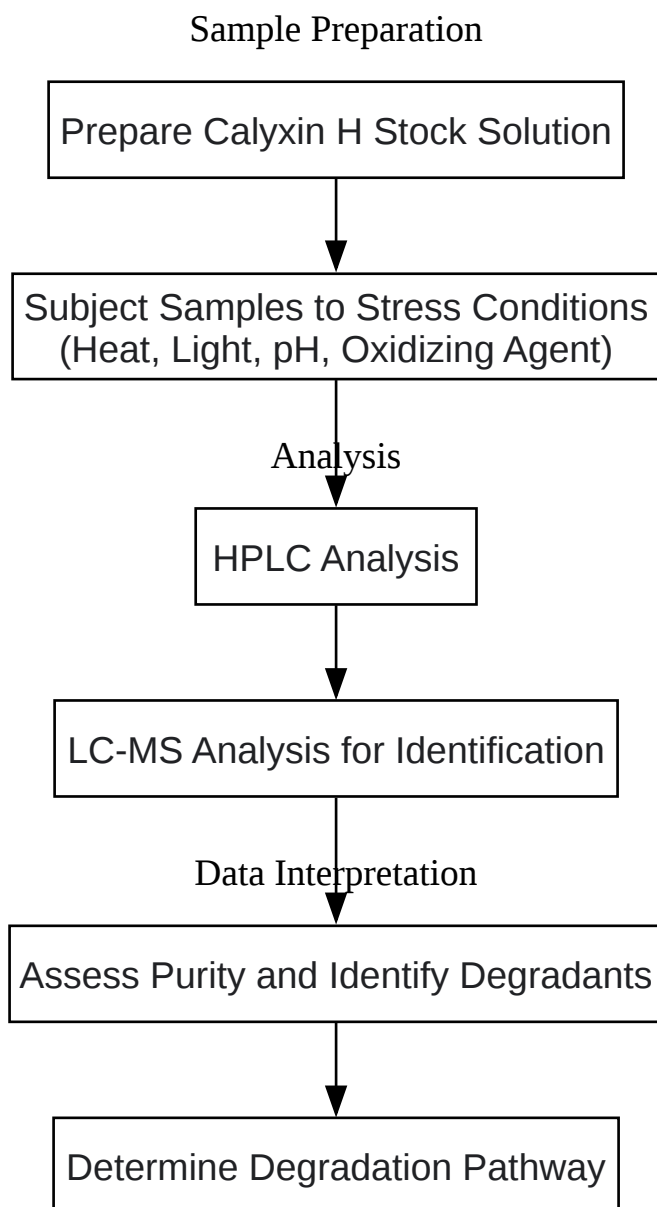 Sample Preparation
Prepare Calyxin H Stock Solution
Subject Samples to Stress Conditions
(Heat, Light, pH, Oxidizing Agent)
Analysis
HPLC Analysis
LC-MS Analysis for Identification
Data Interpretation
Assess Purity and Identify Degradants
Determine Degradation Pathway